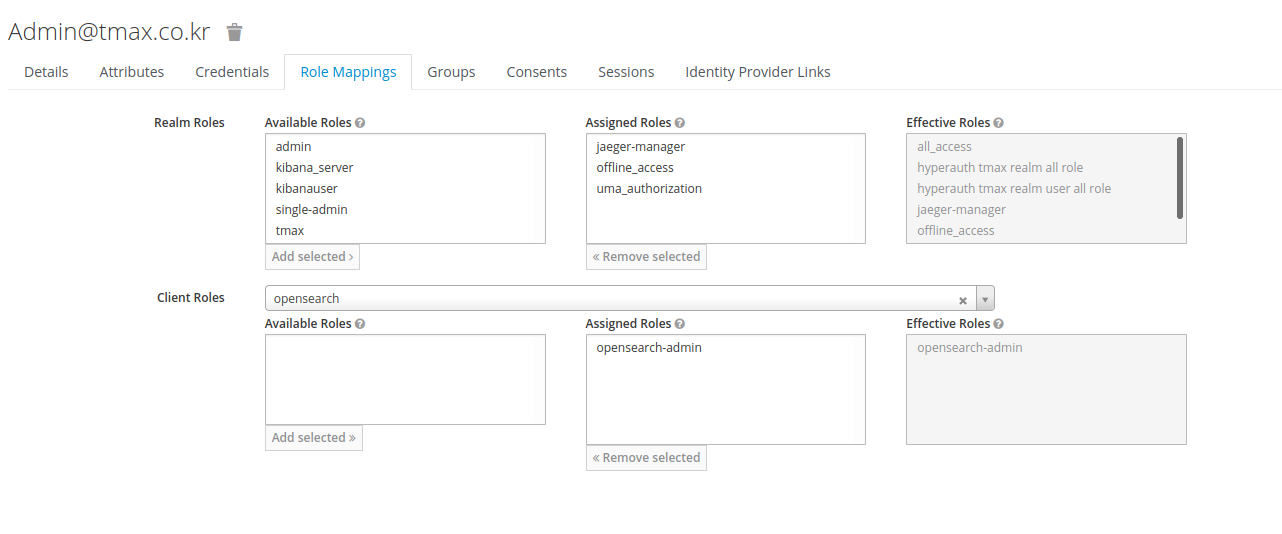 Admin@tmax.co.kr
Details Attributes Credentials Role Mappings Groups Consents Sessions Identity Provider Links
Realm Roles Available Roles Assigned Roles Effective Roles
admin jaeger-manager all_access
kibana_server offline_access hyperauth tmax realm all role
kibanauser uma_authorization hyperauth tmax realm user all role
single-admin jaeger-manager
tmax offline_access
Add selected › « Remove selected
Client Roles opensearch
Available Roles Assigned Roles Effective Roles
opensearch-admin opensearch-admin
Add selected »
« Remove selected